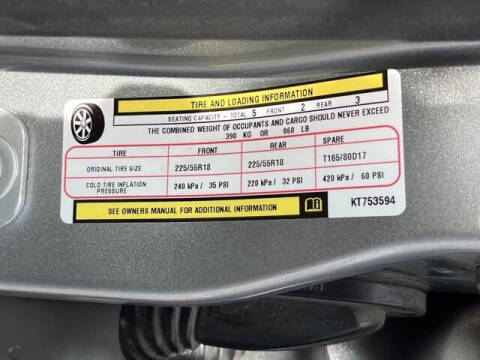 TIRE AND LOADING INFORMATION
SEATING CAPACITY - TOTAL 5 FRONT 2 REAR 3
THE COMBINED WEIGHT OF OCCUPANTS AND CARGO SHOULD NEVER EXCEED
390 KG OR 860 LB
TIRE FRONT REAR SPARE
ORIGINAL TIRE SIZE 225/55R18 225/55R18 T165/80D17
COLD TIRE INFLATION PRESSURE 240 kPa / 35 PSI 220 kPa / 32 PSI 420 kPa / 60 PSI
SEE OWNERS MANUAL FOR ADDITIONAL INFORMATION
KT753594